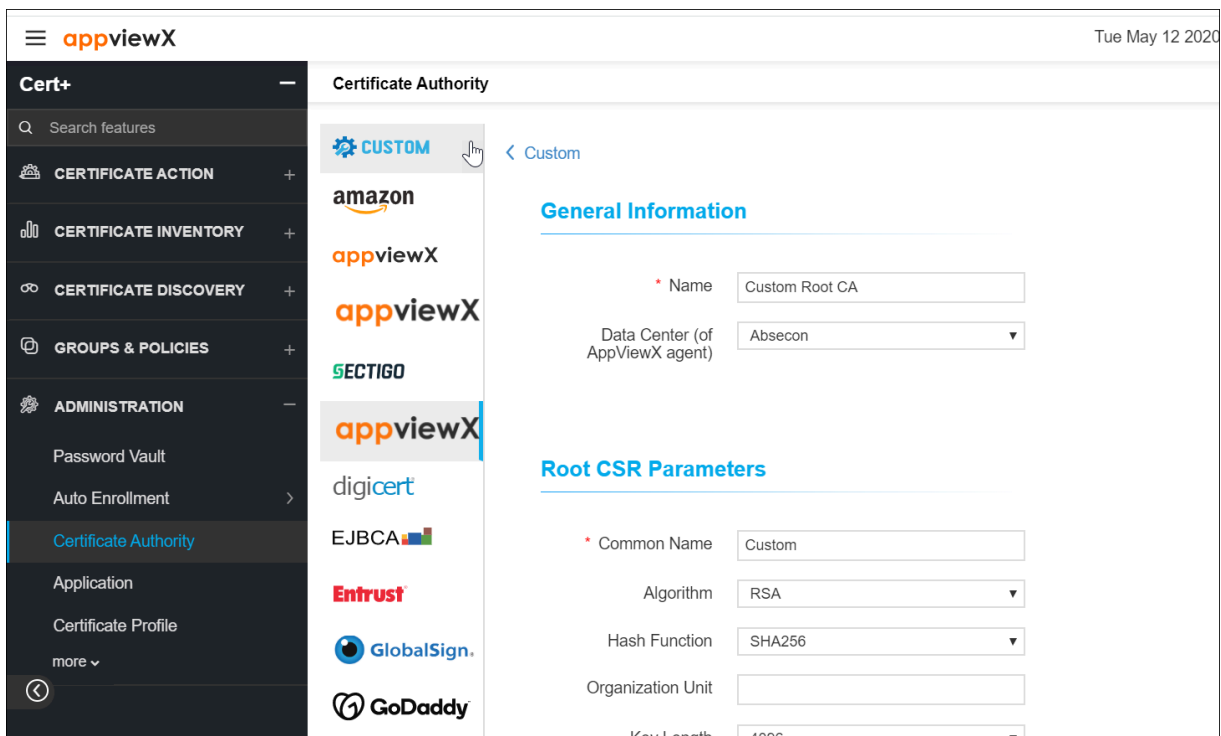 appviewX
Tue May 12 2020
Cert+
Certificate Authority
Search features
CERTIFICATE ACTION
CERTIFICATE INVENTORY
CERTIFICATE DISCOVERY
GROUPS & POLICIES
ADMINISTRATION
Password Vault
Auto Enrollment
Certificate Authority
Application
Certificate Profile
more
CUSTOM
amazon
appviewX
appviewX
SECTIGO
appviewX
digicert
EJBCA
Entrust
GlobalSign.
GoDaddy
Custom
General Information
* Name
Custom Root CA
Data Center (of
AppViewX agent)
Absecon
Root CSR Parameters
* Common Name
Custom
Algorithm
RSA
Hash Function
SHA256
Organization Unit
Key Length
4096